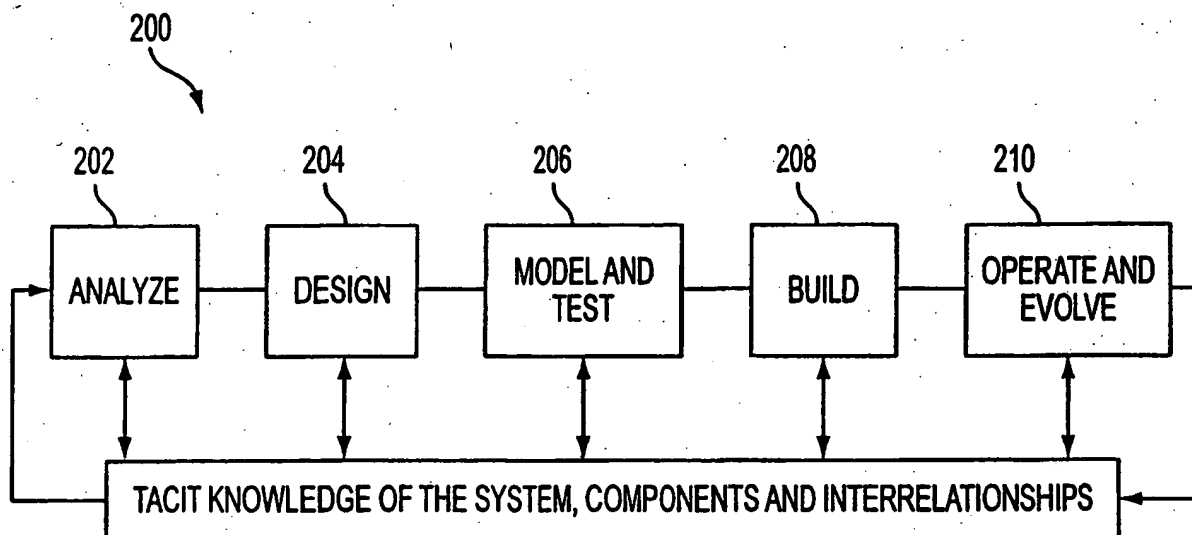 200
202
204
206
208
210
ANALYZE
DESIGN
MODEL AND
TEST
BUILD
OPERATE AND
EVOLVE
TACIT KNOWLEDGE OF THE SYSTEM, COMPONENTS AND INTERRELATIONSHIPS